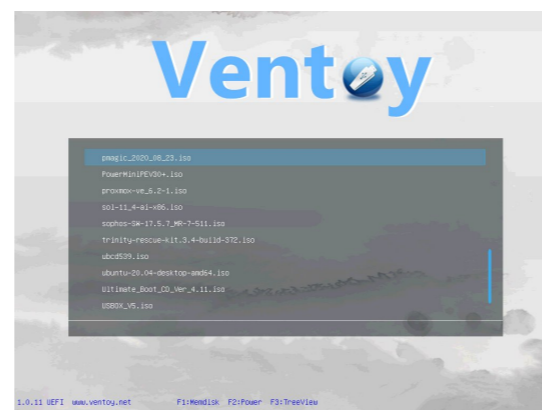 Ventoy
pmagic_2020_08_23.iso
PowerMiniPEV30+.iso
proxmox-ve_6.2-1.iso
sol-11_4-ai-x86.iso
sophos-SW-17.5.7_MR-7-511.iso
trinity-rescue-kit.3.4-build-372.iso
ubcd539.iso
ubuntu-20.04-desktop-amd64.iso
Ultimate_Boot_CD_Ver_4.11.iso
USBOX_V5.iso
1.0.11 UEFI www.ventoy.net F1:Memdisk F2:Power F3:TreeView